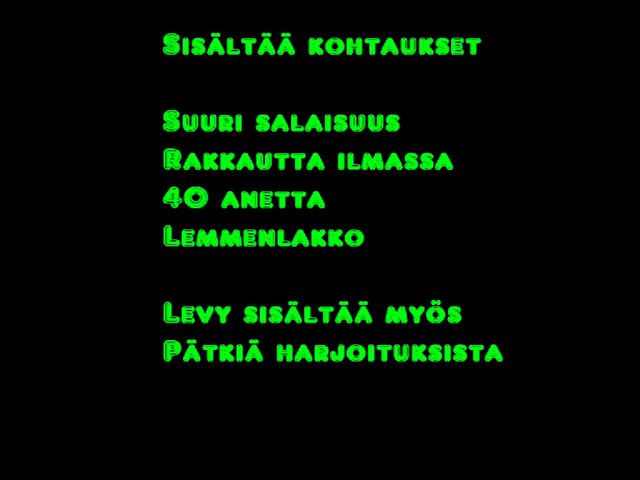 Sisältää kohtaukset
Suuri salaisuus
Rakkautta ilmassa
40 anetta
Lemmenlakko
Levy sisältää myös
Pätkiä harjoituksista